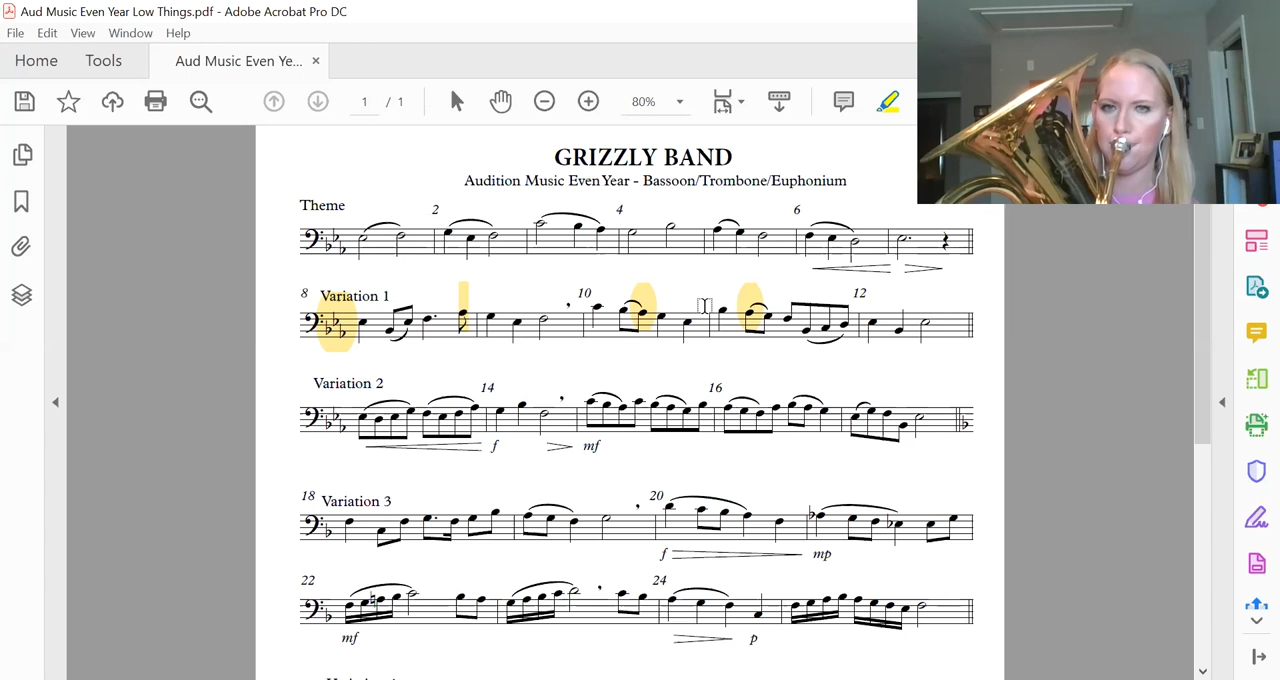 Aud Music Even Year Low Things.pdf - Adobe Acrobat Pro DC
File Edit View Window Help
Home Tools Aud Music Even Ye... ×
1 / 1 80%
GRIZZLY BAND
Audition Music Even Year - Bassoon/Trombone/Euphonium
Theme
2 4 6
8 Variation 1 10 12
Variation 2 14 16
f mf
18 Variation 3 20
f mp
22 24
mf p